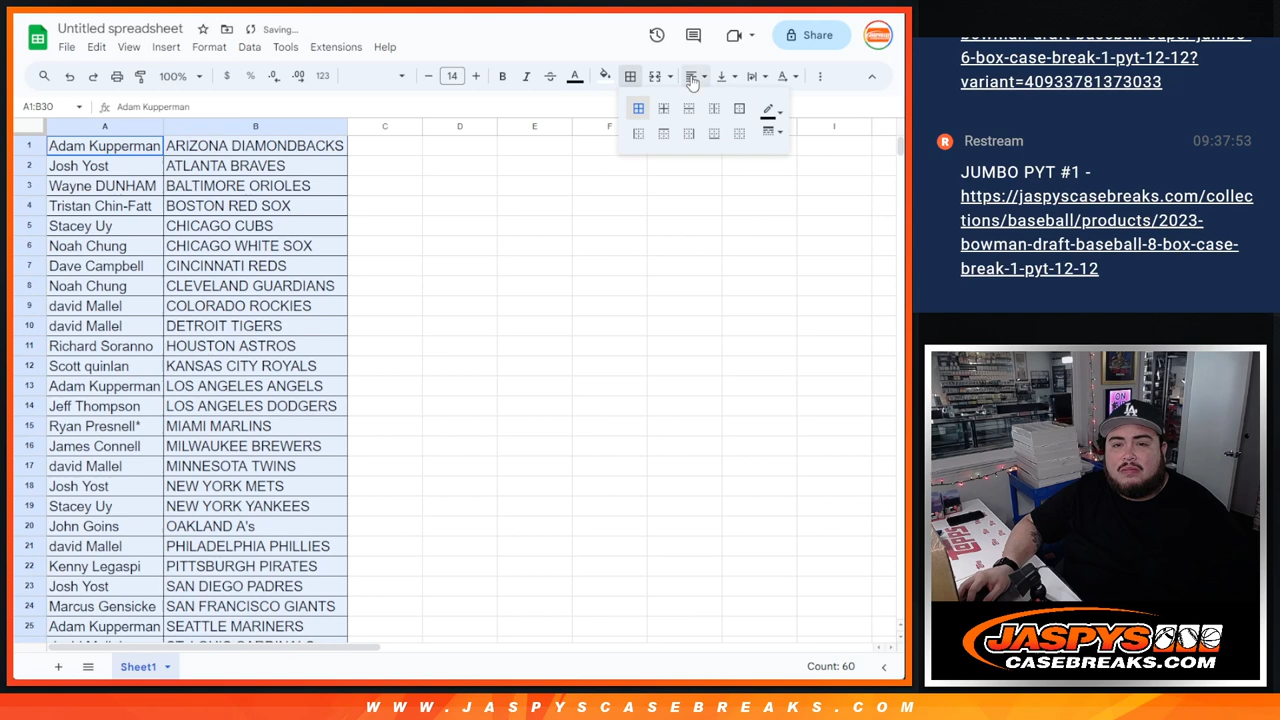 Untitled spreadsheet
Saving...
File Edit View Insert Format Data Tools Extensions Help
Share
100% $ % .0 .00 123 14 B I S A
A1:B30 fx Adam Kupperman
A B C D E F I
1 Adam Kupperman ARIZONA DIAMONDBACKS
2 Josh Yost ATLANTA BRAVES
3 Wayne DUNHAM BALTIMORE ORIOLES
4 Tristan Chin-Fatt BOSTON RED SOX
5 Stacey Uy CHICAGO CUBS
6 Noah Chung CHICAGO WHITE SOX
7 Dave Campbell CINCINNATI REDS
8 Noah Chung CLEVELAND GUARDIANS
9 david Mallel COLORADO ROCKIES
10 david Mallel DETROIT TIGERS
11 Richard Soranno HOUSTON ASTROS
12 Scott quinlan KANSAS CITY ROYALS
13 Adam Kupperman LOS ANGELES ANGELS
14 Jeff Thompson LOS ANGELES DODGERS
15 Ryan Presnell* MIAMI MARLINS
16 James Connell MILWAUKEE BREWERS
17 david Mallel MINNESOTA TWINS
18 Josh Yost NEW YORK METS
19 Stacey Uy NEW YORK YANKEES
20 John Goins OAKLAND A's
21 david Mallel PHILADELPHIA PHILLIES
22 Kenny Legaspi PITTSBURGH PIRATES
23 Josh Yost SAN DIEGO PADRES
24 Marcus Gensicke SAN FRANCISCO GIANTS
25 Adam Kupperman SEATTLE MARINERS
Sheet1
Count: 60
bowman-draft-baseball-super-jumbo-
6-box-case-break-1-pyt-12-12?
variant=40933781373033
R Restream 09:37:53
JUMBO PYT #1 -
https://jaspyscasebreaks.com/collec
tions/baseball/products/2023-
bowman-draft-baseball-8-box-case-
break-1-pyt-12-12
LA
TOPPS
JASPYS
CASEBREAKS.COM
WWW.JASPYSCASEBREAKS.COM